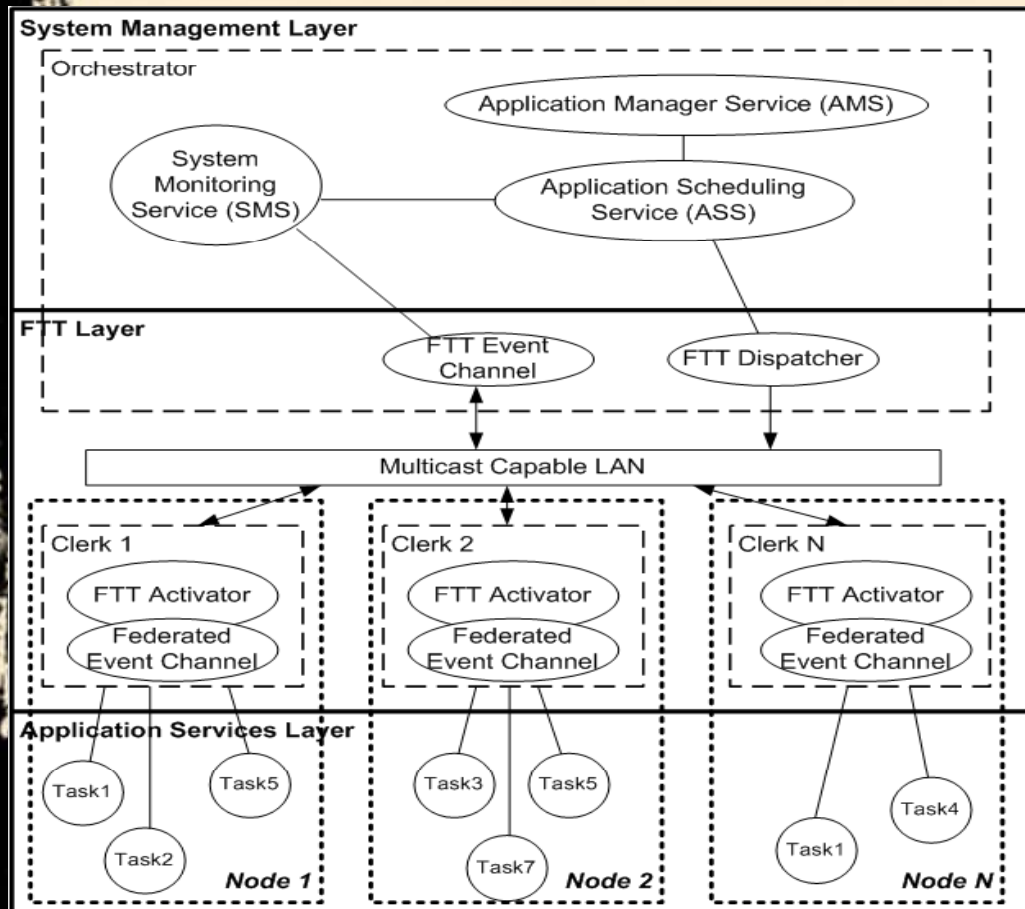 System Management Layer
Orchestrator
Application Manager Service (AMS)
System
Monitoring
Service (SMS)
Application Scheduling
Service (ASS)
FTT Layer
FTT Event
Channel
FTT Dispatcher
Multicast Capable LAN
Clerk 1
FTT Activator
Federated
Event Channel
Clerk 2
FTT Activator
Federated
Event Channel
Clerk N
FTT Activator
Federated
Event Channel
Application Services Layer
Task1
Task2
Task5
Node 1
Task3
Task7
Task5
Node 2
Task1
Task4
Node N